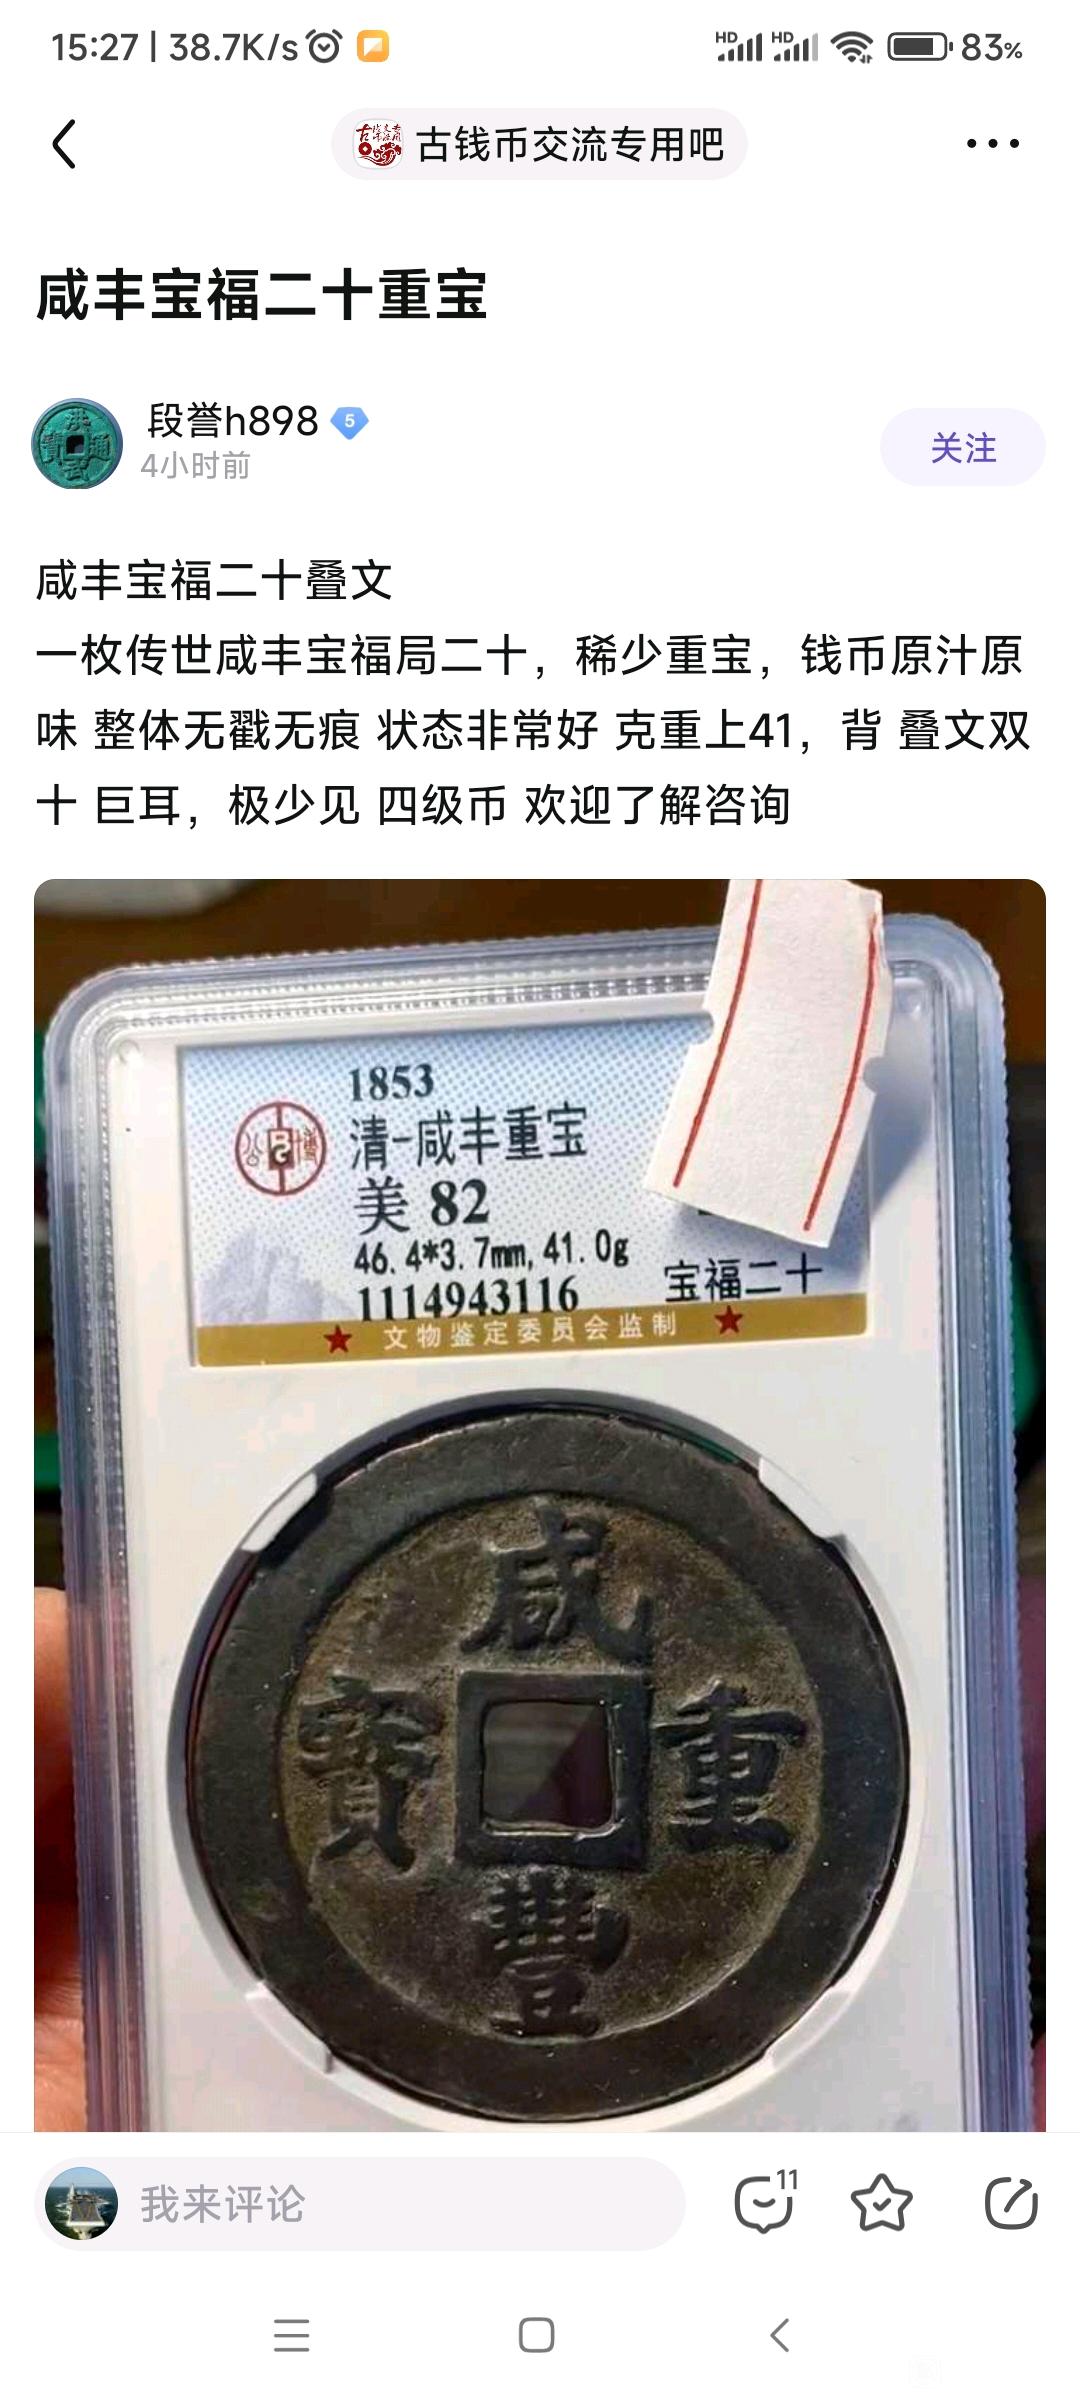 15:27 | 38.7K/s
HD HD 83%
古钱币交流专用吧
咸丰宝福二十重宝
段誉h898 5
4小时前
关注
咸丰宝福二十叠文
一枚传世咸丰宝福局二十，稀少重宝，钱币原汁原
味 整体无戳无痕 状态非常好 克重上41，背 叠文双
十 巨耳，极少见 四级币 欢迎了解咨询
1853
清-咸丰重宝
美 82
46.4*3.7mm, 41.0g
1114943116
宝福二十
文物鉴定委员会监制
咸
寶 重
豐
我来评论
11